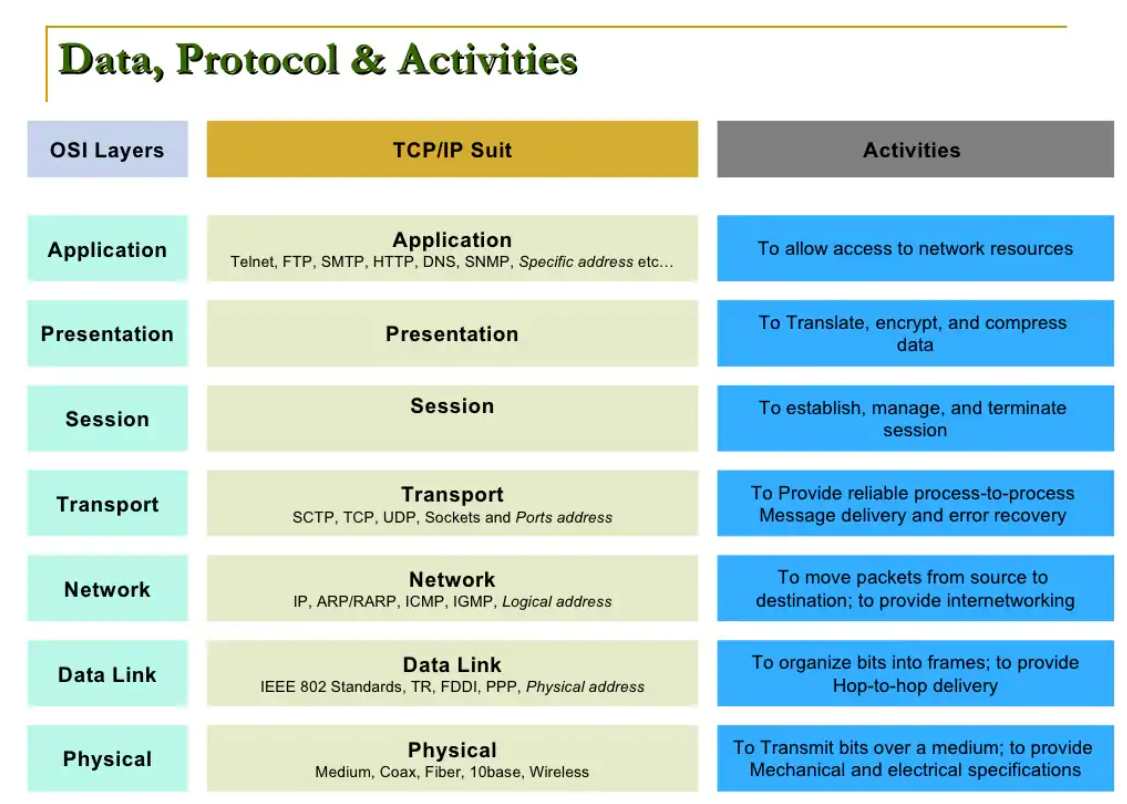 Data, Protocol & Activities
OSI Layers
TCP/IP Suit
Activities
Application
Application
Telnet, FTP, SMTP, HTTP, DNS, SNMP, Specific address etc…
To allow access to network resources
Presentation
Presentation
To Translate, encrypt, and compress
data
Session
Session
To establish, manage, and terminate
session
Transport
Transport
SCTP, TCP, UDP, Sockets and Ports address
To Provide reliable process-to-process
Message delivery and error recovery
Network
Network
IP, ARP/RARP, ICMP, IGMP, Logical address
To move packets from source to
destination; to provide internetworking
Data Link
Data Link
IEEE 802 Standards, TR, FDDI, PPP, Physical address
To organize bits into frames; to provide
Hop-to-hop delivery
Physical
Physical
Medium, Coax, Fiber, 10base, Wireless
To Transmit bits over a medium; to provide
Mechanical and electrical specifications